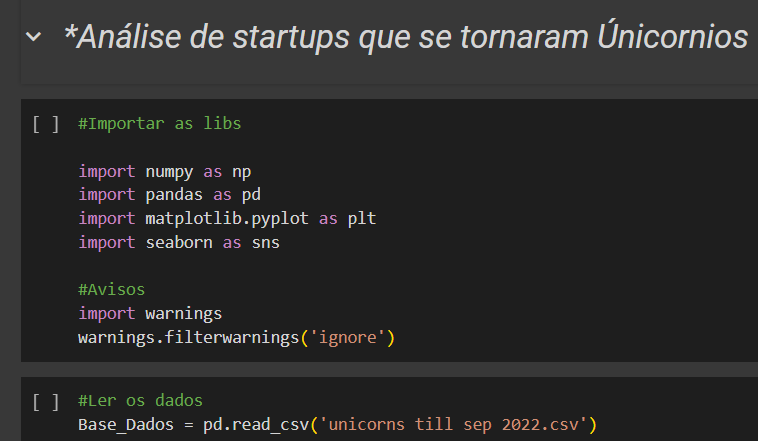 *Análise de startups que se tornaram Únicornios
[ ] #Importar as libs
import numpy as np
import pandas as pd
import matplotlib.pyplot as plt
import seaborn as sns
#Avisos
import warnings
warnings.filterwarnings('ignore')
[ ] #Ler os dados
Base_Dados = pd.read_csv('unicorns till sep 2022.csv')